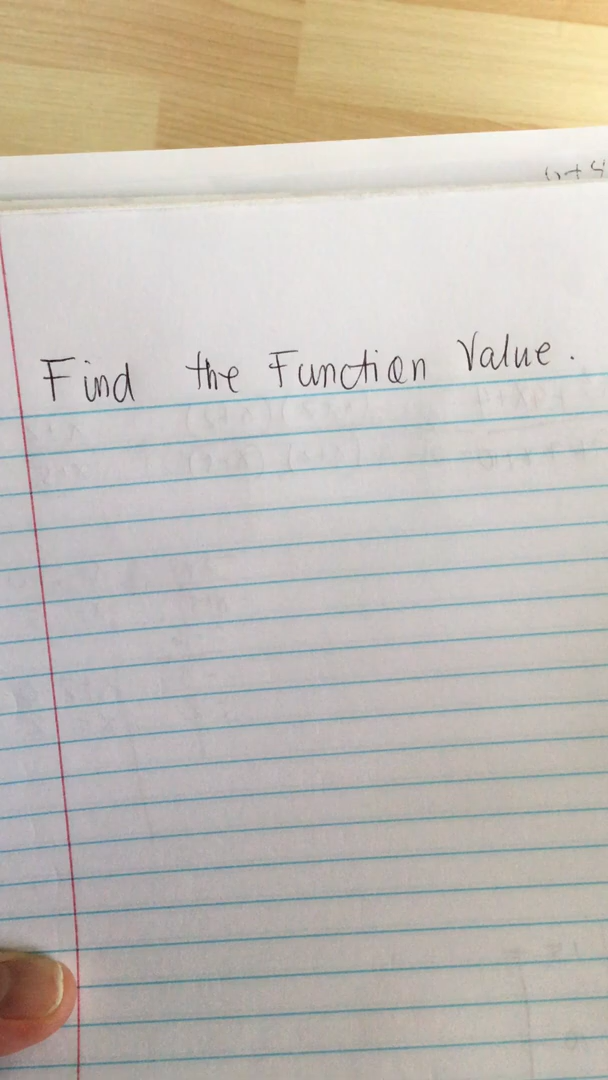 Find the Function Value.